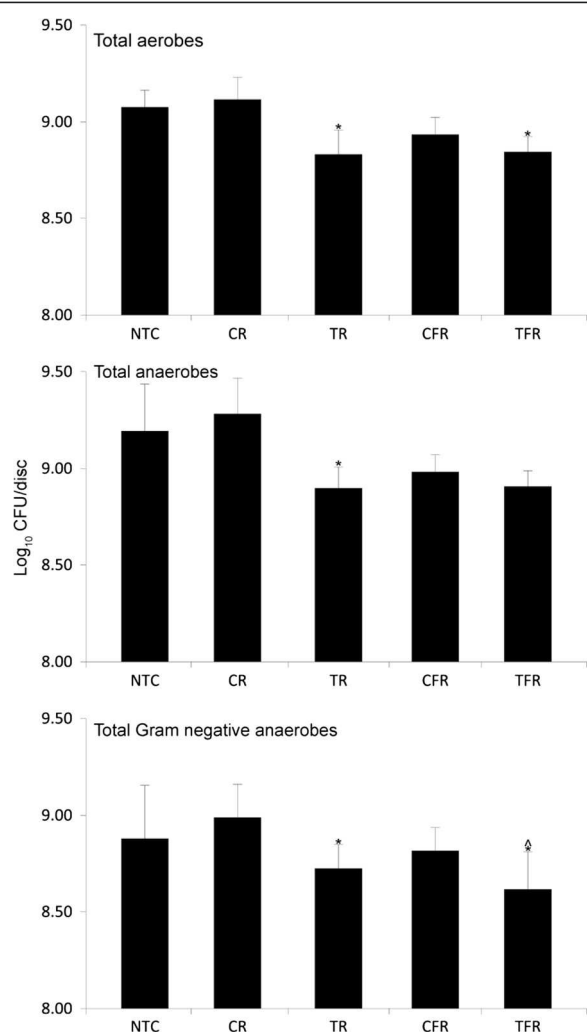 9.50
Total aerobes
9.00
* *
8.50
8.00
NTC CR TR CFR TFR
9.50
Total anaerobes
9.00
*
8.50
8.00
NTC CR TR CFR TFR
Log₁₀ CFU/disc
9.50
Total Gram negative anaerobes
9.00
^
* *
8.50
8.00
NTC CR TR CFR TFR